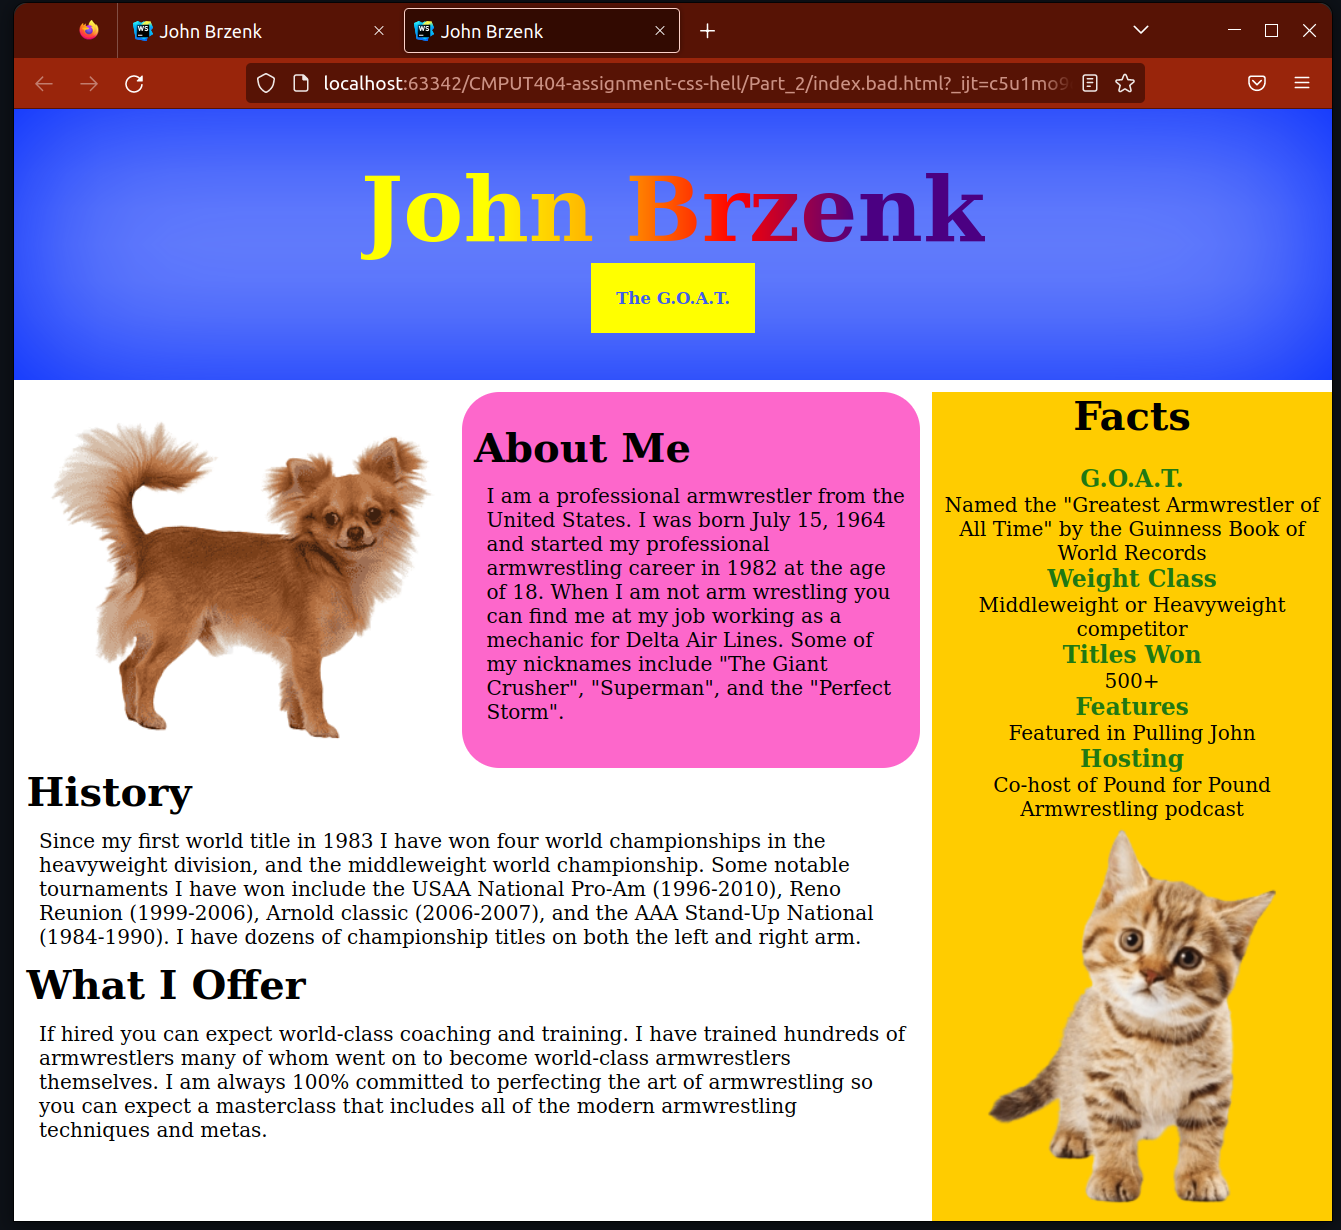 John Brzenk
John Brzenk
localhost:63342/CMPUT404-assignment-css-hell/Part_2/index.bad.html?_ijt=c5u1mo9
John Brzenk
The G.O.A.T.
About Me
I am a professional armwrestler from the
United States. I was born July 15, 1964
and started my professional
armwrestling career in 1982 at the age
of 18. When I am not arm wrestling you
can find me at my job working as a
mechanic for Delta Air Lines. Some of
my nicknames include "The Giant
Crusher", "Superman", and the "Perfect
Storm".
History
Since my first world title in 1983 I have won four world championships in the
heavyweight division, and the middleweight world championship. Some notable
tournaments I have won include the USAA National Pro-Am (1996-2010), Reno
Reunion (1999-2006), Arnold classic (2006-2007), and the AAA Stand-Up National
(1984-1990). I have dozens of championship titles on both the left and right arm.
What I Offer
If hired you can expect world-class coaching and training. I have trained hundreds of
armwrestlers many of whom went on to become world-class armwrestlers
themselves. I am always 100% committed to perfecting the art of armwrestling so
you can expect a masterclass that includes all of the modern armwrestling
techniques and metas.
Facts
G.O.A.T.
Named the "Greatest Armwrestler of
All Time" by the Guinness Book of
World Records
Weight Class
Middleweight or Heavyweight
competitor
Titles Won
500+
Features
Featured in Pulling John
Hosting
Co-host of Pound for Pound
Armwrestling podcast